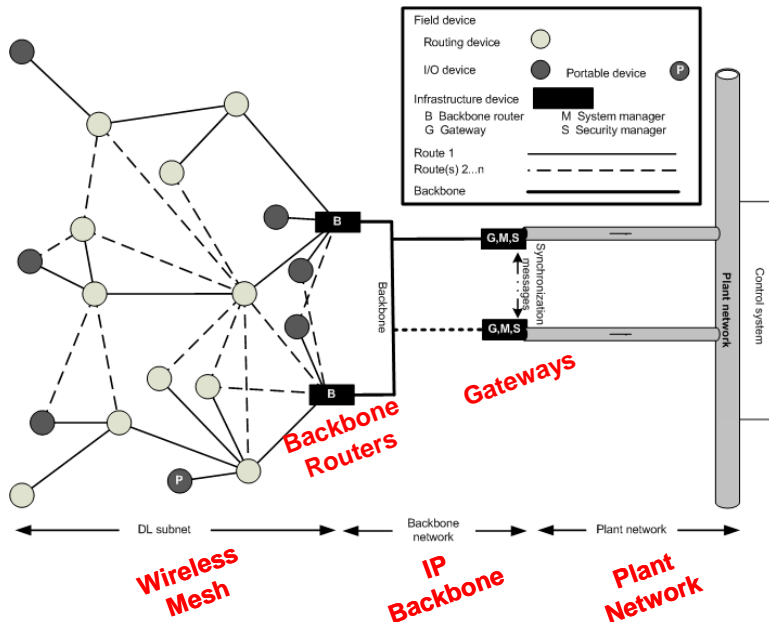 Field device
Routing device
I/O device
Portable device
P
Infrastructure device
B Backbone router
M System manager
G Gateway
S Security manager
Route 1
Route(s) 2...n
Backbone
B
G,M,S
Synchronization
messages
G,M,S
Backbone
Plant network
Control system
B
P
Backbone
Routers
Gateways
DL subnet
Backbone
network
Plant network
Wireless
Mesh
IP
Backbone
Plant
Network